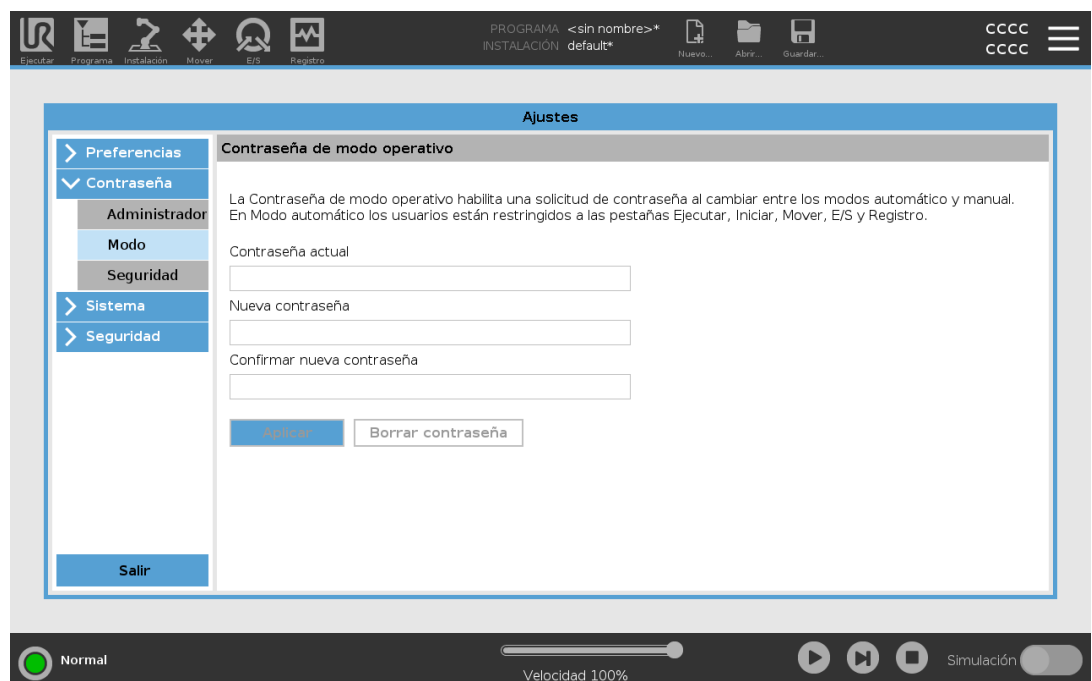 PROGRAMA <sin nombre>*
INSTALACIÓN default*
cccc
cccc
Ejecutar Programa Instalación Mover E/S Registro
Nuevo... Abrir... Guardar...
Ajustes
Preferencias
Contraseña
Administrador
Modo
Seguridad
Sistema
Seguridad
Salir
Contraseña de modo operativo
La Contraseña de modo operativo habilita una solicitud de contraseña al cambiar entre los modos automático y manual.
En Modo automático los usuarios están restringidos a las pestañas Ejecutar, Iniciar, Mover, E/S y Registro.
Contraseña actual
Nueva contraseña
Confirmar nueva contraseña
Aplicar
Borrar contraseña
Normal
Velocidad 100%
Simulación